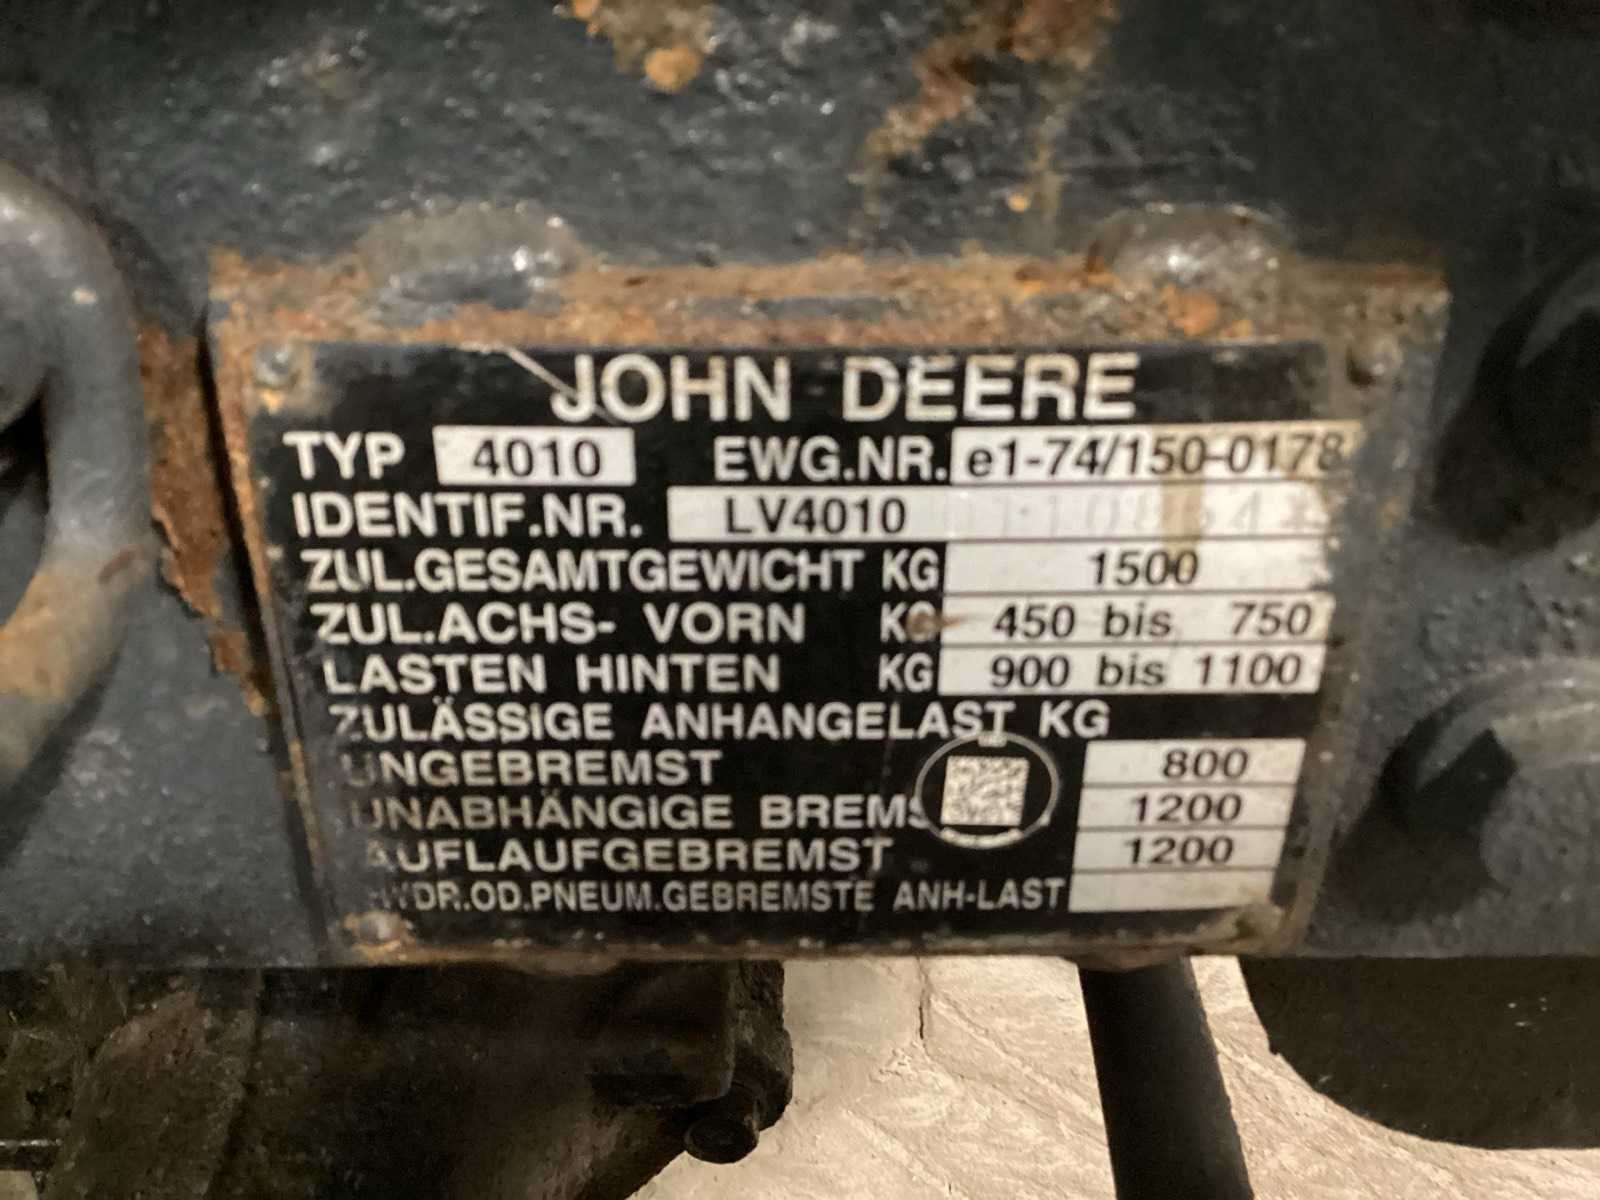 JOHN DEERE
TYP 4010 EWG.NR. e1-74/150-0178
IDENTIF.NR. LV4010
ZUL.GESAMTGEWICHT KG 1500
ZUL.ACHS- VORN KG 450 bis 750
LASTEN HINTEN KG 900 bis 1100
ZULÄSSIGE ANHANGELAST KG
UNGEBREMST 800
UNABHÄNGIGE 1200
AUFLAUFGEBREMST 1200
HYDR.OD.PNEUM.GEBREMSTE ANH-LAST